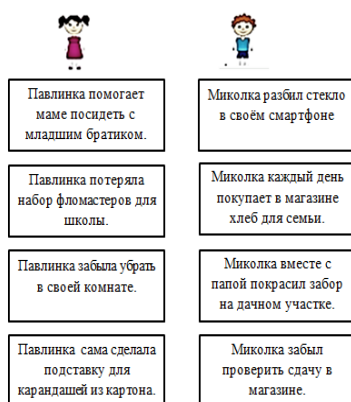 Павлинка помогает
маме посидеть с
младшим братиком.
Миколка разбил стекло
в своём смартфоне
Павлинка потеряла
набор фломастеров для
школы.
Миколка каждый день
покупает в магазине
хлеб для семьи.
Павлинка забыла убрать
в своей комнате.
Миколка вместе с
папой покрасил забор
на дачном участке.
Павлинка сама сделала
подставку для
карандашей из картона.
Миколка забыл
проверить сдачу в
магазине.